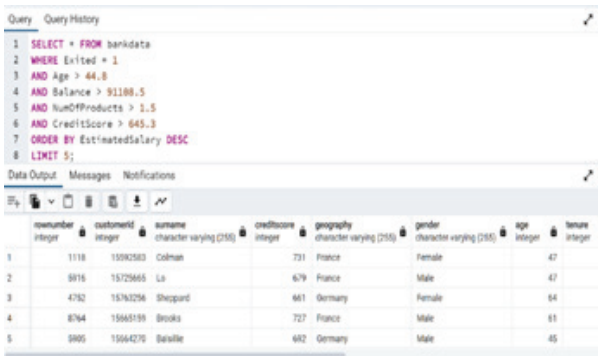 Query Query History
1 SELECT * FROM bankdata
2 WHERE Exited = 1
3 AND Age > 44.8
4 AND Balance > 91108.5
5 AND NumOfProducts > 1.5
6 AND CreditScore > 645.3
7 ORDER BY EstimatedSalary DESC
8 LIMIT 5;
Data Output Messages Notifications
rownumber customerid surname creditscore geography gender age tenure
integer integer character varying (255) integer character varying (255) character varying (255) integer integer
1 1118 15592583 Colman 731 France Female 47
2 5916 15725665 Lo 679 France Male 47
3 4752 15763256 Sheppard 661 Germany Female 64
4 8764 15665159 Brooks 727 France Male 61
5 5905 15664270 Male 45 Germany